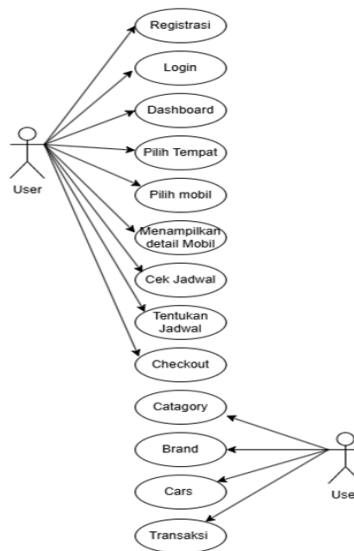 Registrasi
Login
Dashboard
Pilih Tempat
User
Pilih mobil
Menampilkan
detail Mobil
Cek Jadwal
Tentukan
Jadwal
Checkout
Catagory
Brand
Cars
Use
Transaksi